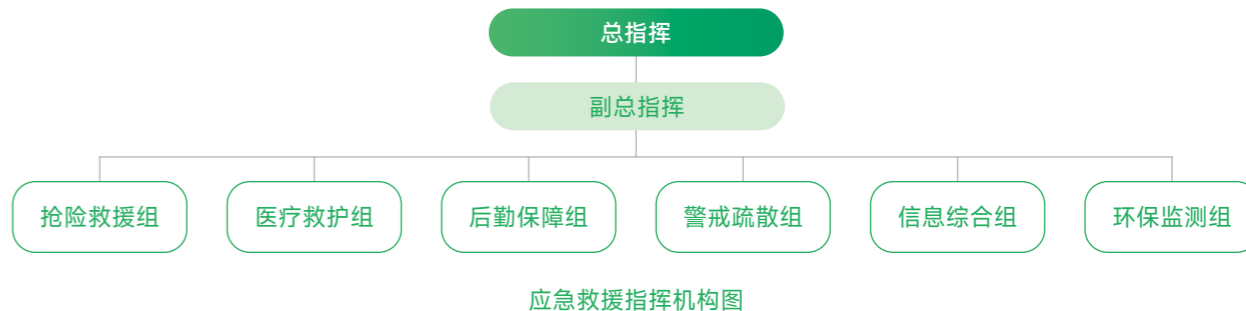 总指挥
副总指挥
抢险救援组
医疗救护组
后勤保障组
警戒疏散组
信息综合组
环保监测组
应急救援指挥机构图